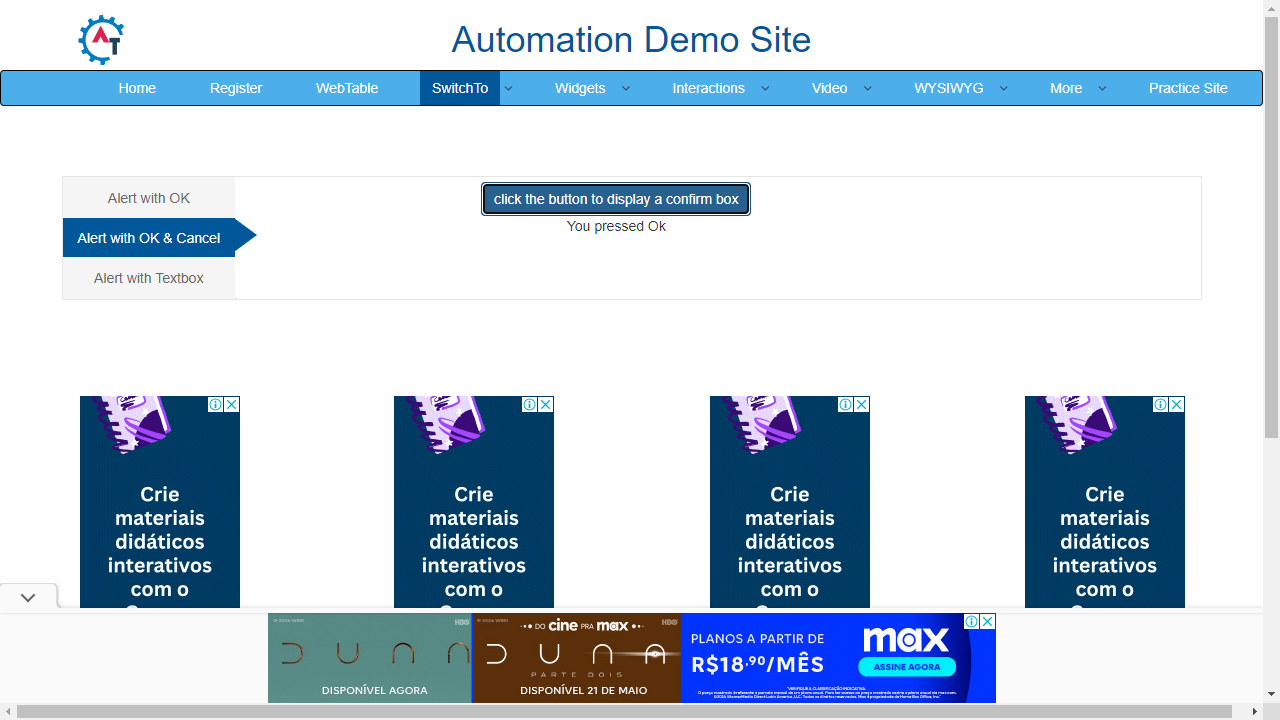 Automation Demo Site
Home Register WebTable SwitchTo Widgets Interactions Video WYSIWYG More Practice Site
Alert with OK
Alert with OK & Cancel
Alert with Textbox
click the button to display a confirm box
You pressed Ok
Crie
materiais
didáticos
interativos
com o
Crie
materiais
didáticos
interativos
com o
Crie
materiais
didáticos
interativos
com o
Crie
materiais
didáticos
interativos
com o
HBO
DUNA
DISPONÍVEL AGORA
DO cine PRA max
HBO
DUNA
PARTE DOIS
DISPONÍVEL 21 DE MAIO
PLANOS A PARTIR DE
R$18,90/MÊS
max
ASSINE AGORA